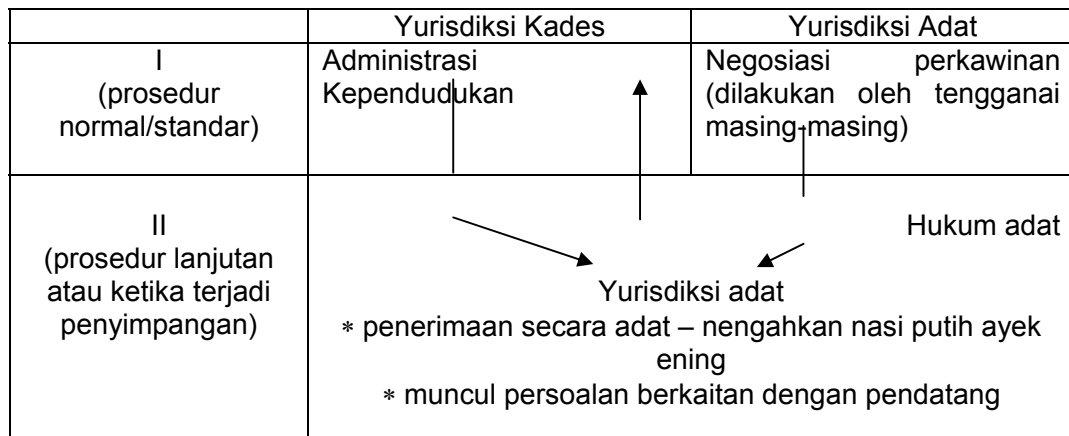 Yurisdiksi Kades
Yurisdiksi Adat
I
(prosedur
normal/standar)
Administrasi
Kependudukan
Negosiasi perkawinan
(dilakukan oleh tengganai
masing-masing)
II
(prosedur lanjutan
atau ketika terjadi
penyimpangan)
Hukum adat
Yurisdiksi adat
* penerimaan secara adat – nengahkan nasi putih ayek
ening
* muncul persoalan berkaitan dengan pendatang